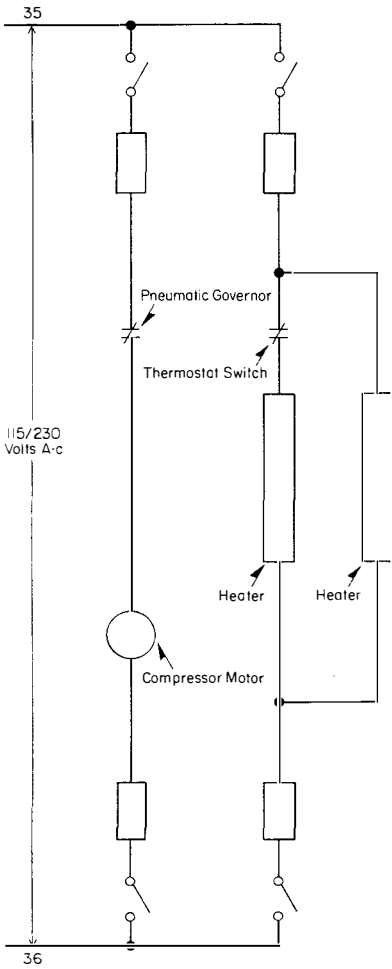 35
Pneumatic Governor
Thermostat Switch
115/230
Volts A-c
Heater
Heater
Compressor Motor
36